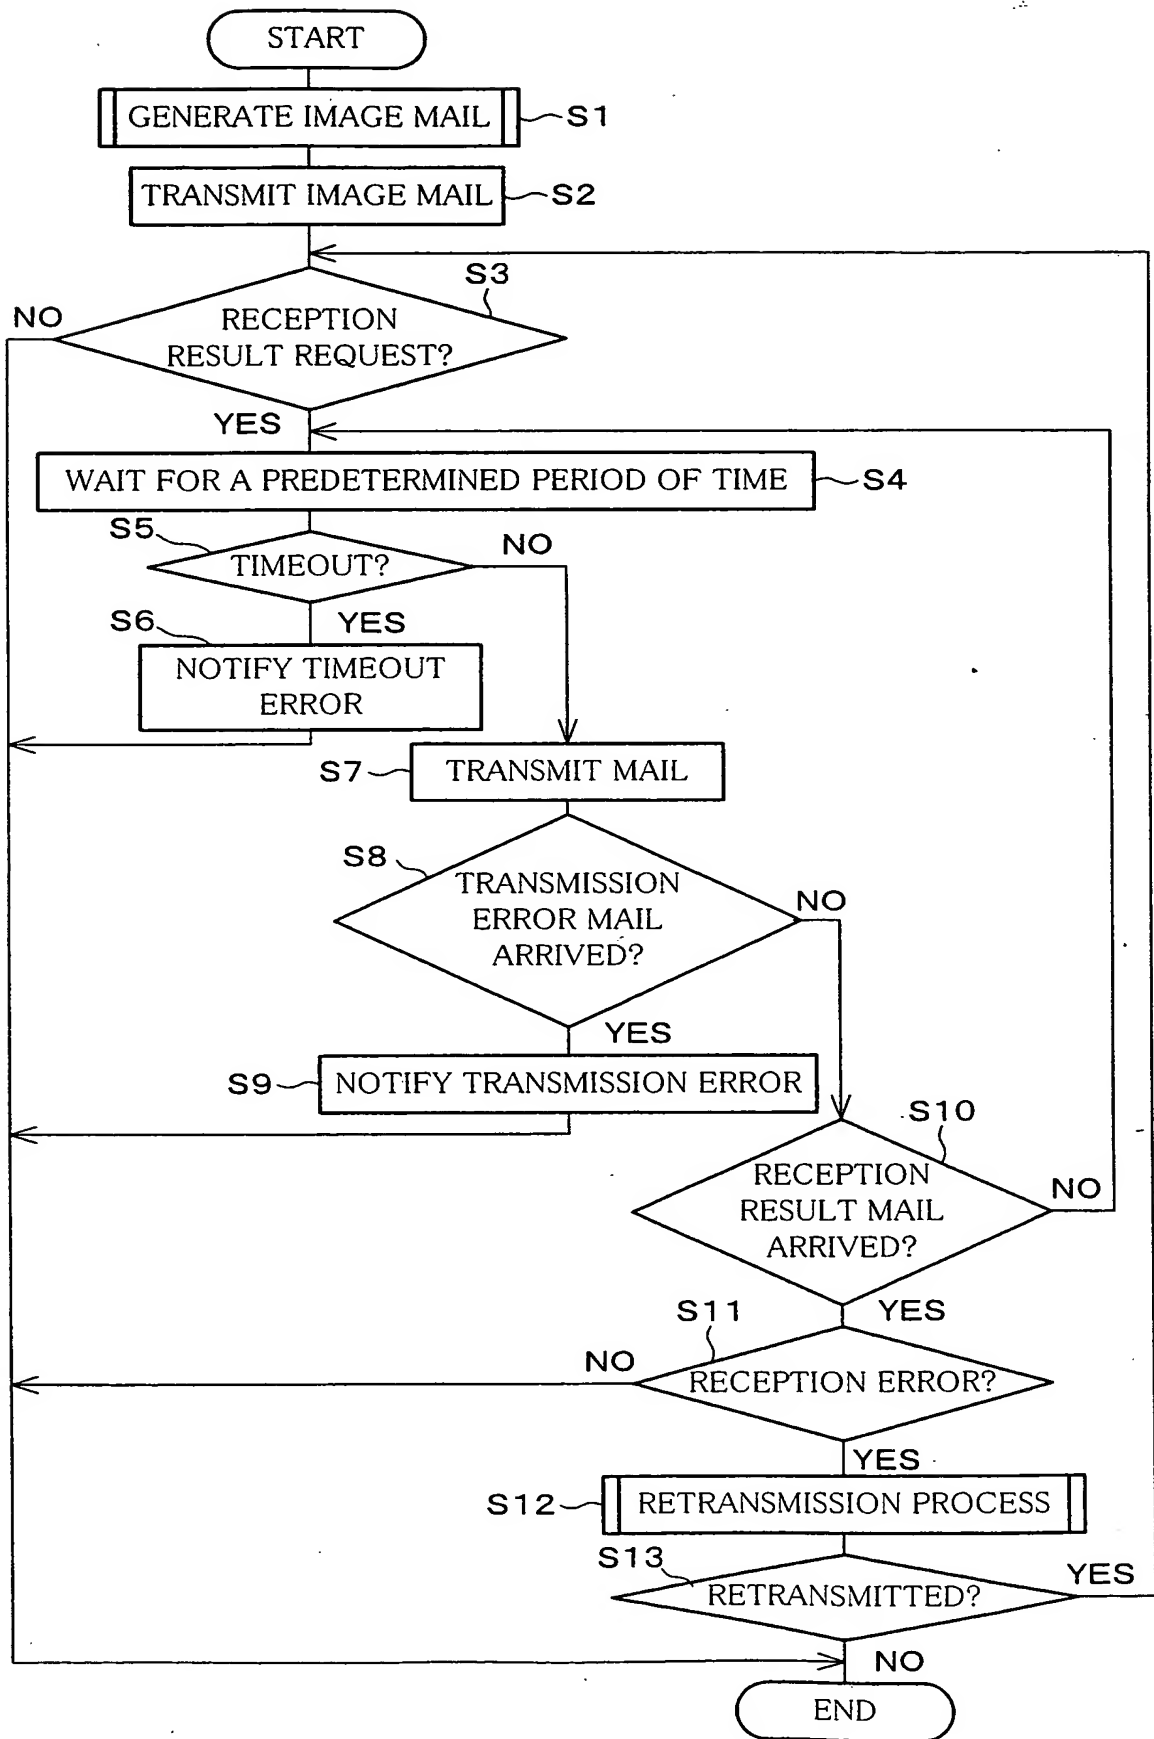 START
GENERATE IMAGE MAIL
S1
TRANSMIT IMAGE MAIL
S2
S3
NO
RECEPTION
RESULT REQUEST?
YES
WAIT FOR A PREDETERMINED PERIOD OF TIME
S4
S5
TIMEOUT?
NO
S6
YES
NOTIFY TIMEOUT
ERROR
S7
TRANSMIT MAIL
S8
TRANSMISSION
ERROR MAIL
ARRIVED?
NO
YES
S9
NOTIFY TRANSMISSION ERROR
S10
RECEPTION
RESULT MAIL
ARRIVED?
NO
YES
S11
NO
RECEPTION ERROR?
YES
S12
RETRANSMISSION PROCESS
S13
RETRANSMITTED?
YES
NO
END